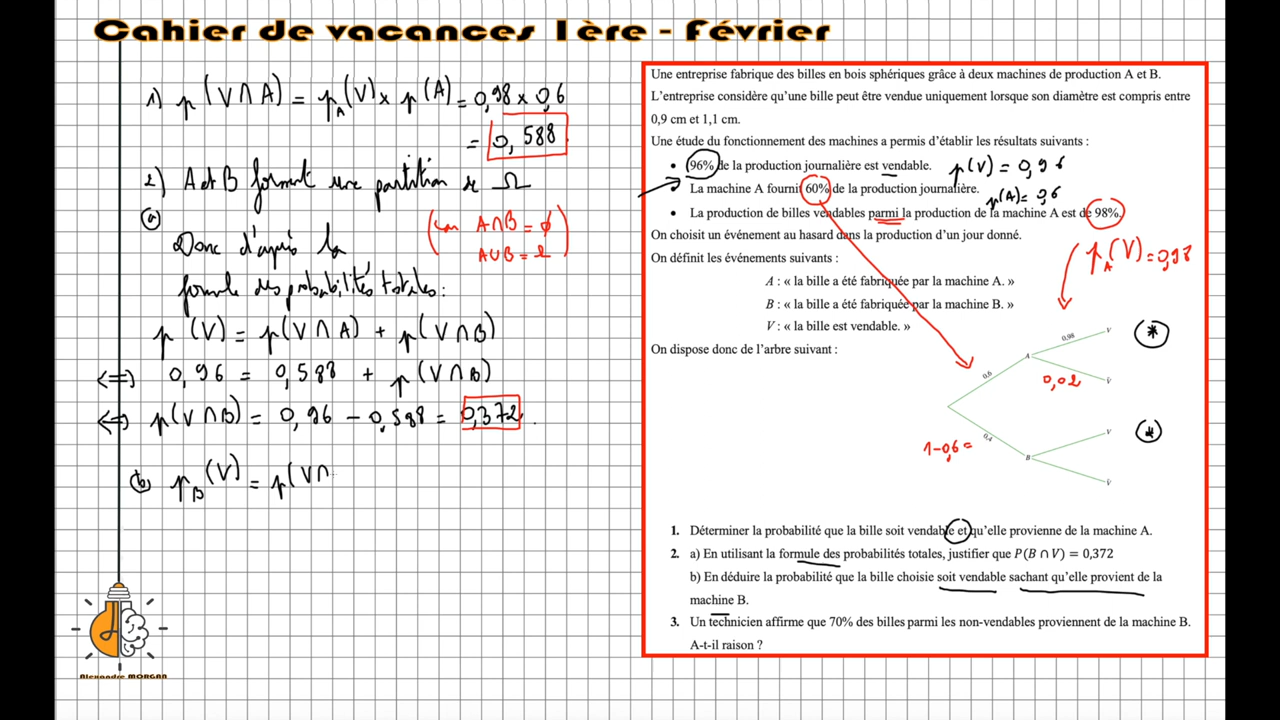 Cahier de vacances 1ère - Février
1) p(V∩A) = p_A(V) x p(A) = 0,98 x 0,6
= 0,588
2) A et B forment une partition de Ω
(a)
(car A∩B = ∅
A∪B = Ω)
Donc d'après la
formule des probabilités totales :
p(V) = p(V∩A) + p(V∩B)
<=> 0,96 = 0,588 + p(V∩B)
<=> p(V∩B) = 0,96 - 0,588 = 0,372.
(b) p_B(V) = p(V∩
Alexandre MORGAN
Une entreprise fabrique des billes en bois sphériques grâce à deux machines de production A et B.
L'entreprise considère qu'une bille peut être vendue uniquement lorsque son diamètre est compris entre
0,9 cm et 1,1 cm.
Une étude du fonctionnement des machines a permis d'établir les résultats suivants :
• 96% de la production journalière est vendable. p(V) = 0,96
• La machine A fournit 60% de la production journalière. p(A) = 0,6
• La production de billes vendables parmi la production de la machine A est de 98%.
p_A(V) = 0,98
On choisit un événement au hasard dans la production d'un jour donné.
On définit les événements suivants :
A : « la bille a été fabriquée par la machine A. »
B : « la bille a été fabriquée par la machine B. »
V : « la bille est vendable. »
On dispose donc de l'arbre suivant :
0,98 V *
A
0,6 0,02 V̄
0,4 V *
1-0,6 =
B
V̄
1. Déterminer la probabilité que la bille soit vendable et qu'elle provienne de la machine A.
2. a) En utilisant la formule des probabilités totales, justifier que P(B ∩ V) = 0,372
b) En déduire la probabilité que la bille choisie soit vendable sachant qu'elle provient de la
machine B.
3. Un technicien affirme que 70% des billes parmi les non-vendables proviennent de la machine B.
A-t-il raison ?